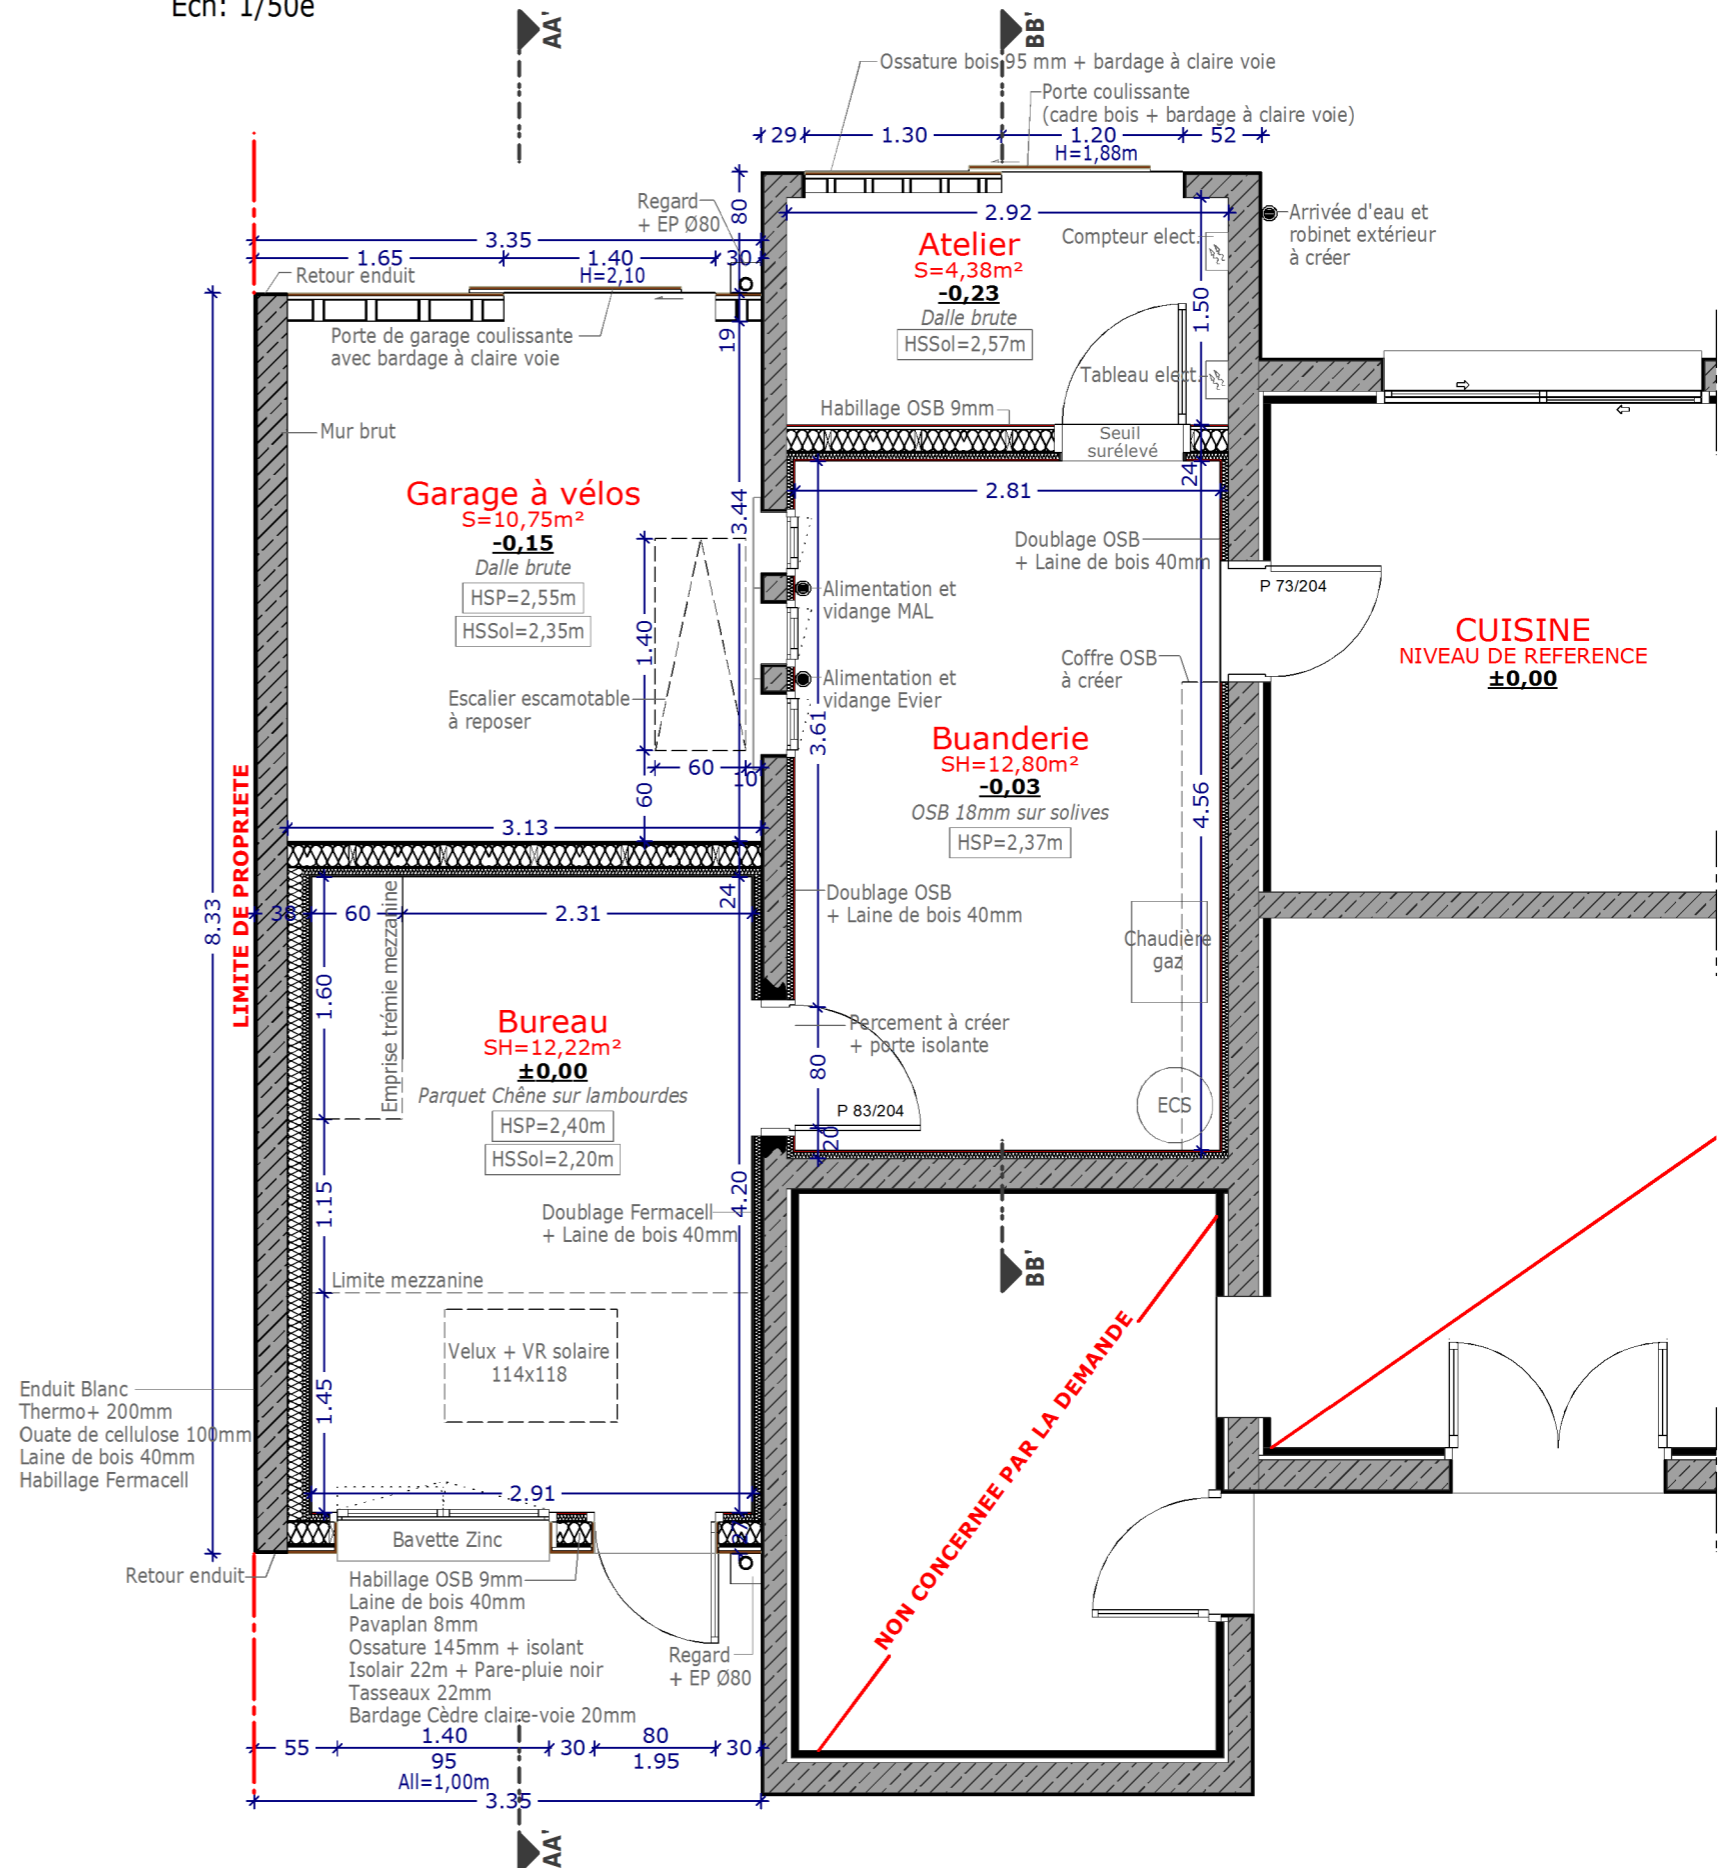 Ech: 1/50e
AA'
BB'
Ossature bois 95 mm + bardage à claire voie
Porte coulissante
(cadre bois + bardage à claire voie)
29
1.30
1.20
52
H=1,88m
Regard
+ EP Ø80
80
2.92
Arrivée d'eau et
robinet extérieur
à créer
Compteur elect.
Atelier
S=4,38m²
-0,23
Dalle brute
HSSol=2,57m
1.50
3.35
1.65
1.40
30
H=2,10
Retour enduit
Porte de garage coulissante
avec bardage à claire voie
19
Tableau elect.
Habillage OSB 9mm
Seuil
surélevé
24
Mur brut
Garage à vélos
S=10,75m²
-0,15
Dalle brute
HSP=2,55m
HSSol=2,35m
3.44
2.81
Doublage OSB
+ Laine de bois 40mm
P 73/204
Alimentation et
vidange MAL
1.40
Escalier escamotable
à reposer
Alimentation et
vidange Evier
3.61
Coffre OSB
à créer
CUISINE
NIVEAU DE REFERENCE
±0,00
Buanderie
SH=12,80m²
-0,03
OSB 18mm sur solives
HSP=2,37m
4.56
60
10
60
3.13
LIMITE DE PROPRIETE
8.33
24
38
60
2.31
Doublage OSB
+ Laine de bois 40mm
Chaudière
gaz
Emprise trémie mezzanine
1.60
Bureau
SH=12,22m²
±0,00
Parquet Chêne sur lambourdes
HSP=2,40m
HSSol=2,20m
Percement à créer
+ porte isolante
80
P 83/204
20
ECS
1.15
4.20
Doublage Fermacell
+ Laine de bois 40mm
Limite mezzanine
BB'
Velux + VR solaire
114x118
1.45
NON CONCERNEE PAR LA DEMANDE
Enduit Blanc
Thermo+ 200mm
Ouate de cellulose 100mm
Laine de bois 40mm
Habillage Fermacell
2.91
Bavette Zinc
Retour enduit
Habillage OSB 9mm
Laine de bois 40mm
Pavaplan 8mm
Ossature 145mm + isolant
Isolair 22m + Pare-pluie noir
Tasseaux 22mm
Bardage Cèdre claire-voie 20mm
Regard
+ EP Ø80
55
1.40
95
30
80
1.95
30
All=1,00m
3.35
AA'